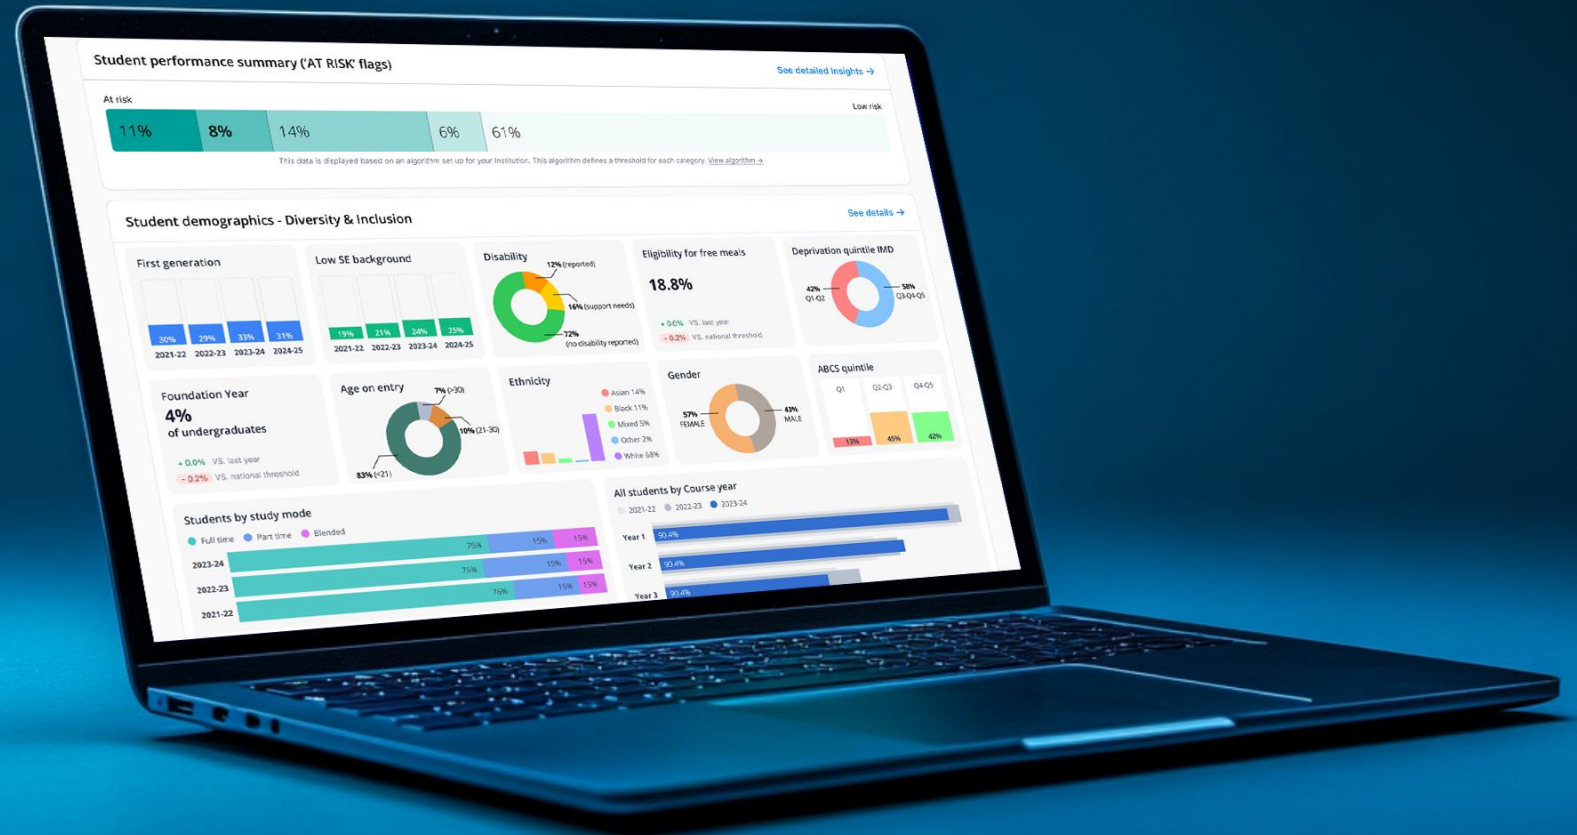 Student performance summary ('AT RISK' flags)
See detailed Insights →
At risk
Low risk
11%
8%
14%
6%
61%
This data is displayed based on an algorithm set up for your Institution. This algorithm defines a threshold for each category. View algorithm →
Student demographics - Diversity & Inclusion
See details →
First generation
30%
29%
33%
31%
2021-22
2022-23
2023-24
2024-25
Low SE background
19%
21%
24%
25%
2021-22
2022-23
2023-24
2024-25
Disability
12% (reported)
16% (support needs)
72%
(no disability reported)
Eligibility for free meals
18.8%
+ 0.0% VS. last year
- 0.2% VS. national threshold
Deprivation quintile IMD
42%
Q1-Q2
58%
Q3-Q4-Q5
Foundation Year
4%
of undergraduates
+ 0.0% VS. last year
- 0.2% VS. national threshold
Age on entry
7% (>30)
10% (21-30)
83% (<21)
Ethnicity
Asian 14%
Black 11%
Mixed 5%
Other 2%
White 68%
Gender
57%
FEMALE
43%
MALE
ABCS quintile
Q1
Q2-Q3
Q4-Q5
13%
45%
42%
Students by study mode
Full time
Part time
Blended
2023-24
76%
15%
15%
2022-23
76%
15%
15%
2021-22
76%
15%
15%
All students by Course year
2021-22
2022-23
2023-24
Year 1
90.4%
Year 2
90.4%
Year 3
90.4%